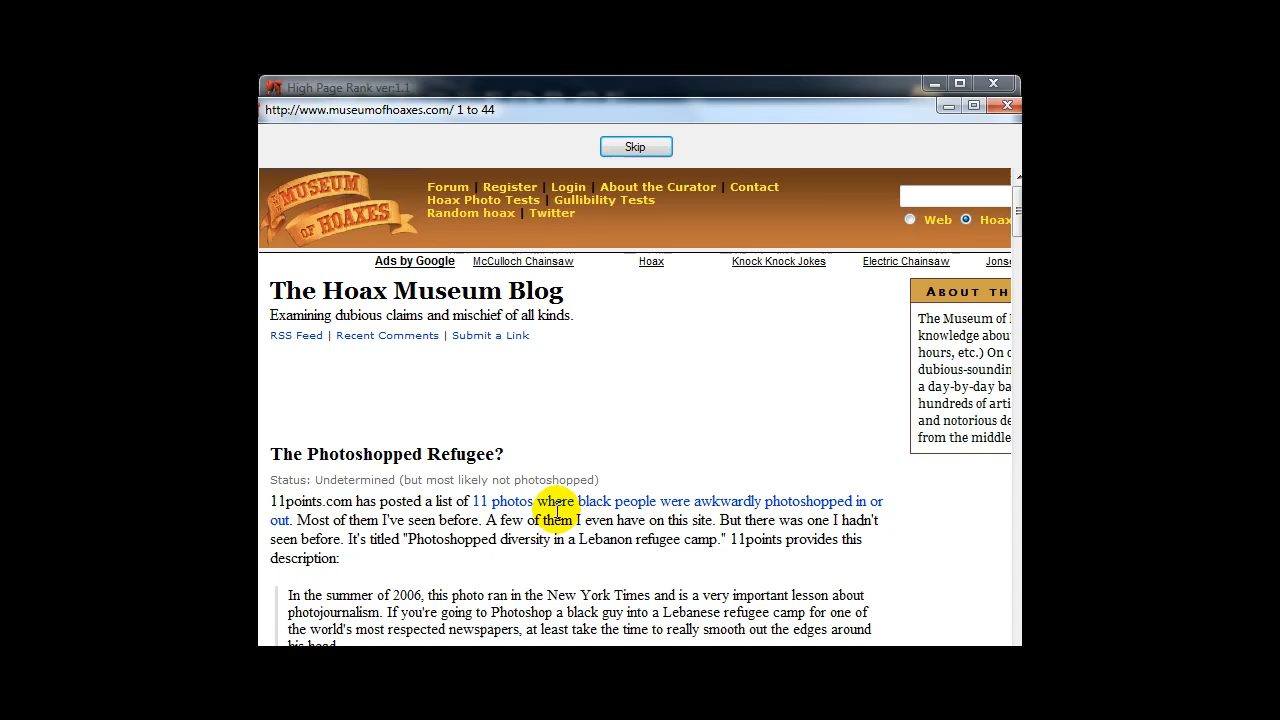 High Page Rank ver:1.1
http://www.museumofhoaxes.com/ 1 to 44
Skip
THE MUSEUM OF HOAXES
Forum | Register | Login | About the Curator | Contact
Hoax Photo Tests | Gullibility Tests
Random hoax | Twitter
Web Hoax
Ads by Google McCulloch Chainsaw Hoax Knock Knock Jokes Electric Chainsaw Jons
The Hoax Museum Blog
Examining dubious claims and mischief of all kinds.
RSS Feed | Recent Comments | Submit a Link
ABOUT TH
The Museum of
knowledge abou
hours, etc.) On
dubious-soundin
a day-by-day ba
hundreds of arti
and notorious de
from the middle
The Photoshopped Refugee?
Status: Undetermined (but most likely not photoshopped)
11points.com has posted a list of 11 photos where black people were awkwardly photoshopped in or
out. Most of them I've seen before. A few of them I even have on this site. But there was one I hadn't
seen before. It's titled "Photoshopped diversity in a Lebanon refugee camp." 11points provides this
description:
In the summer of 2006, this photo ran in the New York Times and is a very important lesson about
photojournalism. If you're going to Photoshop a black guy into a Lebanese refugee camp for one of
the world's most respected newspapers, at least take the time to really smooth out the edges around
his head.